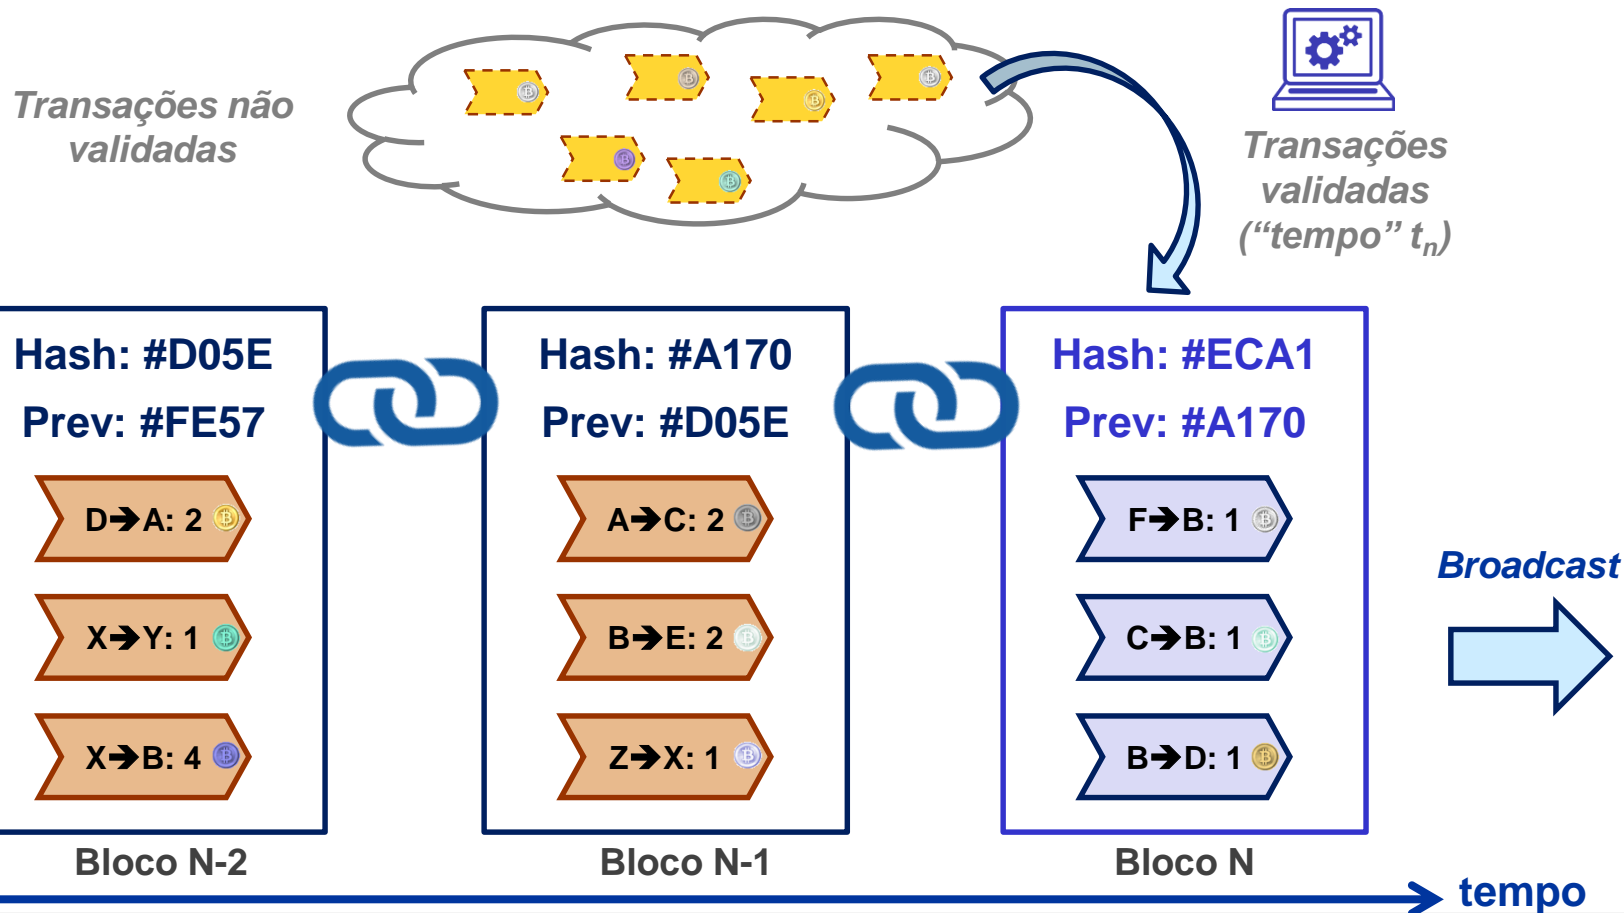 Transações não
validadas
Transações
validadas
(“tempo” tn)
Hash: #D05E
Prev: #FE57
D➔A: 2
X➔Y: 1
X➔B: 4
Bloco N-2
Hash: #A170
Prev: #D05E
A➔C: 2
B➔E: 2
Z➔X: 1
Bloco N-1
Hash: #ECA1
Prev: #A170
F➔B: 1
C➔B: 1
B➔D: 1
Bloco N
Broadcast
tempo